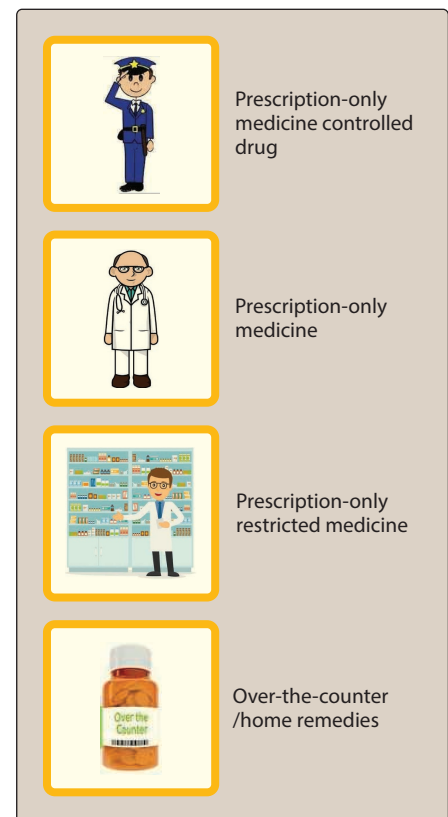 Prescription-only
medicine controlled
drug
Prescription-only
medicine
Prescription-only
restricted medicine
Over the
Counter
Over-the-counter
/home remedies